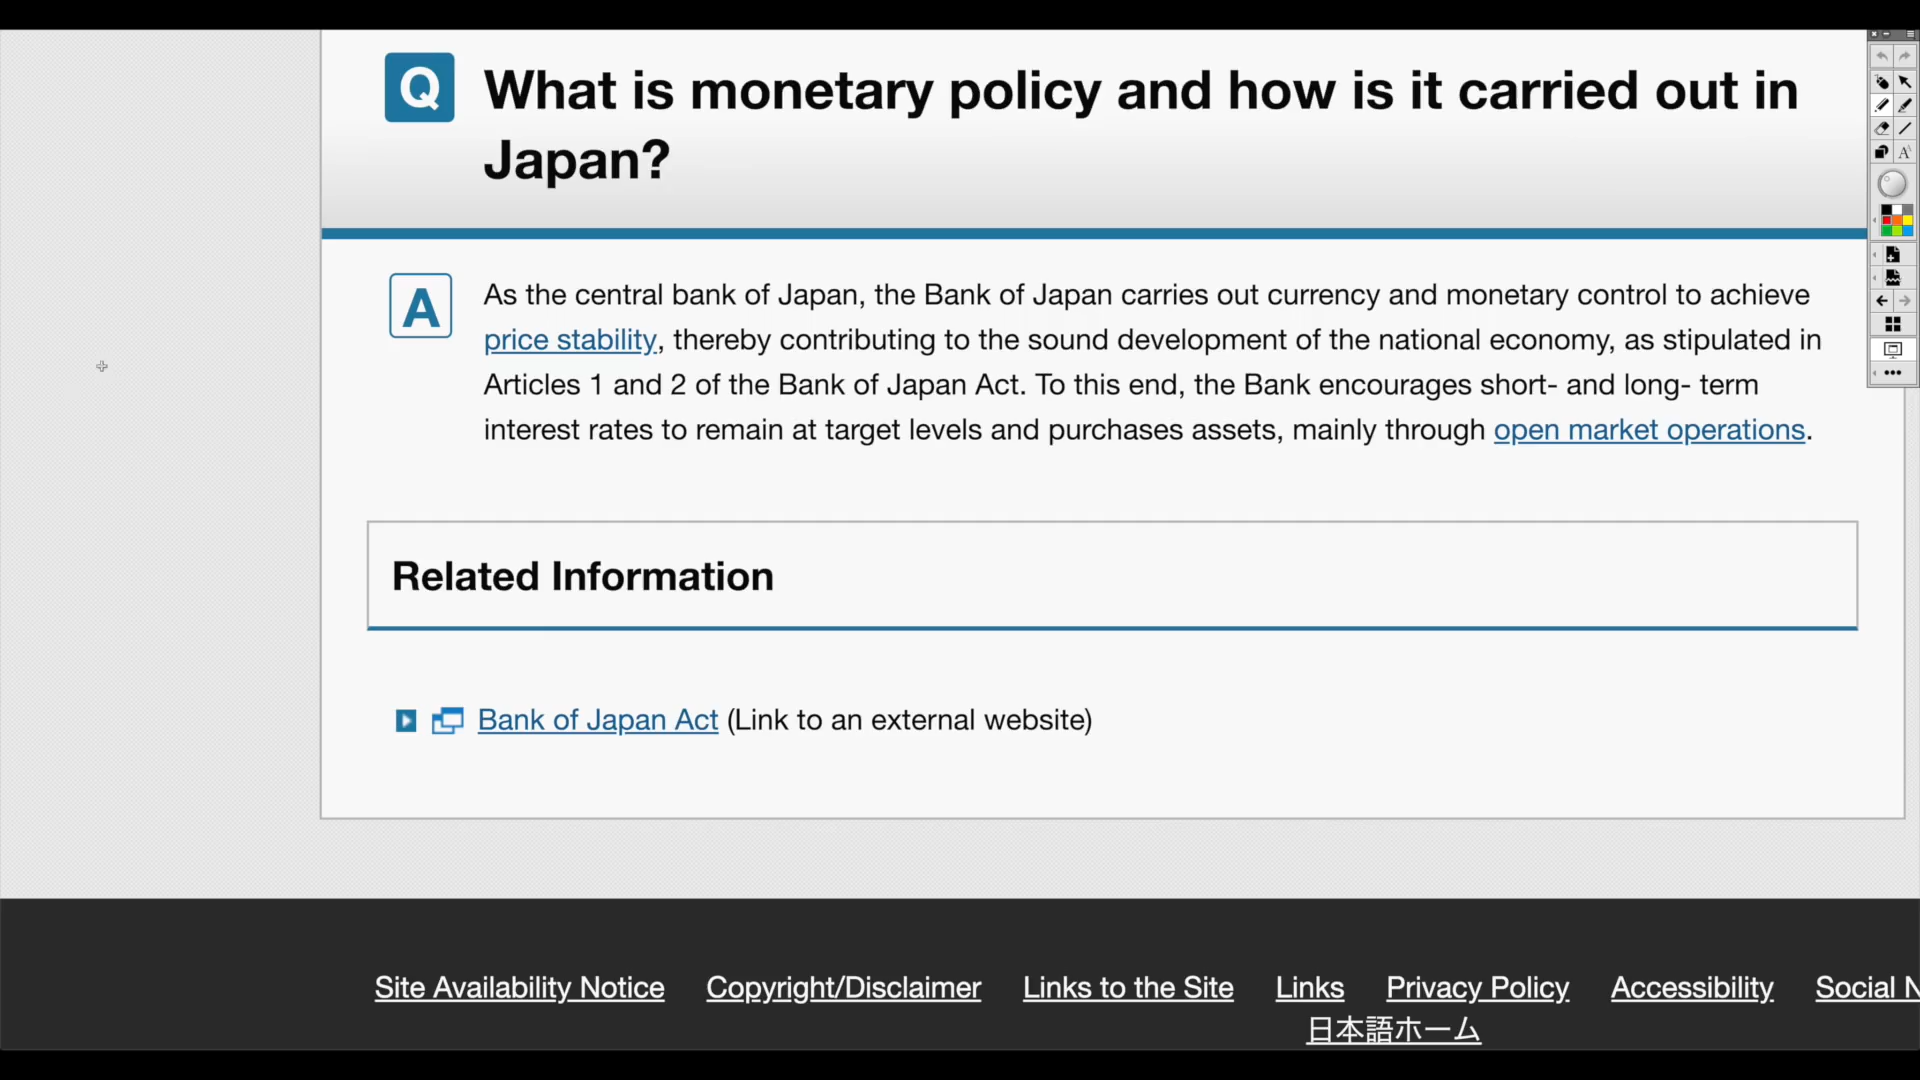 Q What is monetary policy and how is it carried out in
Japan?
A As the central bank of Japan, the Bank of Japan carries out currency and monetary control to achieve
price stability, thereby contributing to the sound development of the national economy, as stipulated in
Articles 1 and 2 of the Bank of Japan Act. To this end, the Bank encourages short- and long- term
interest rates to remain at target levels and purchases assets, mainly through open market operations.
Related Information
Bank of Japan Act (Link to an external website)
Site Availability Notice Copyright/Disclaimer Links to the Site Links Privacy Policy Accessibility Social N
日本語ホーム